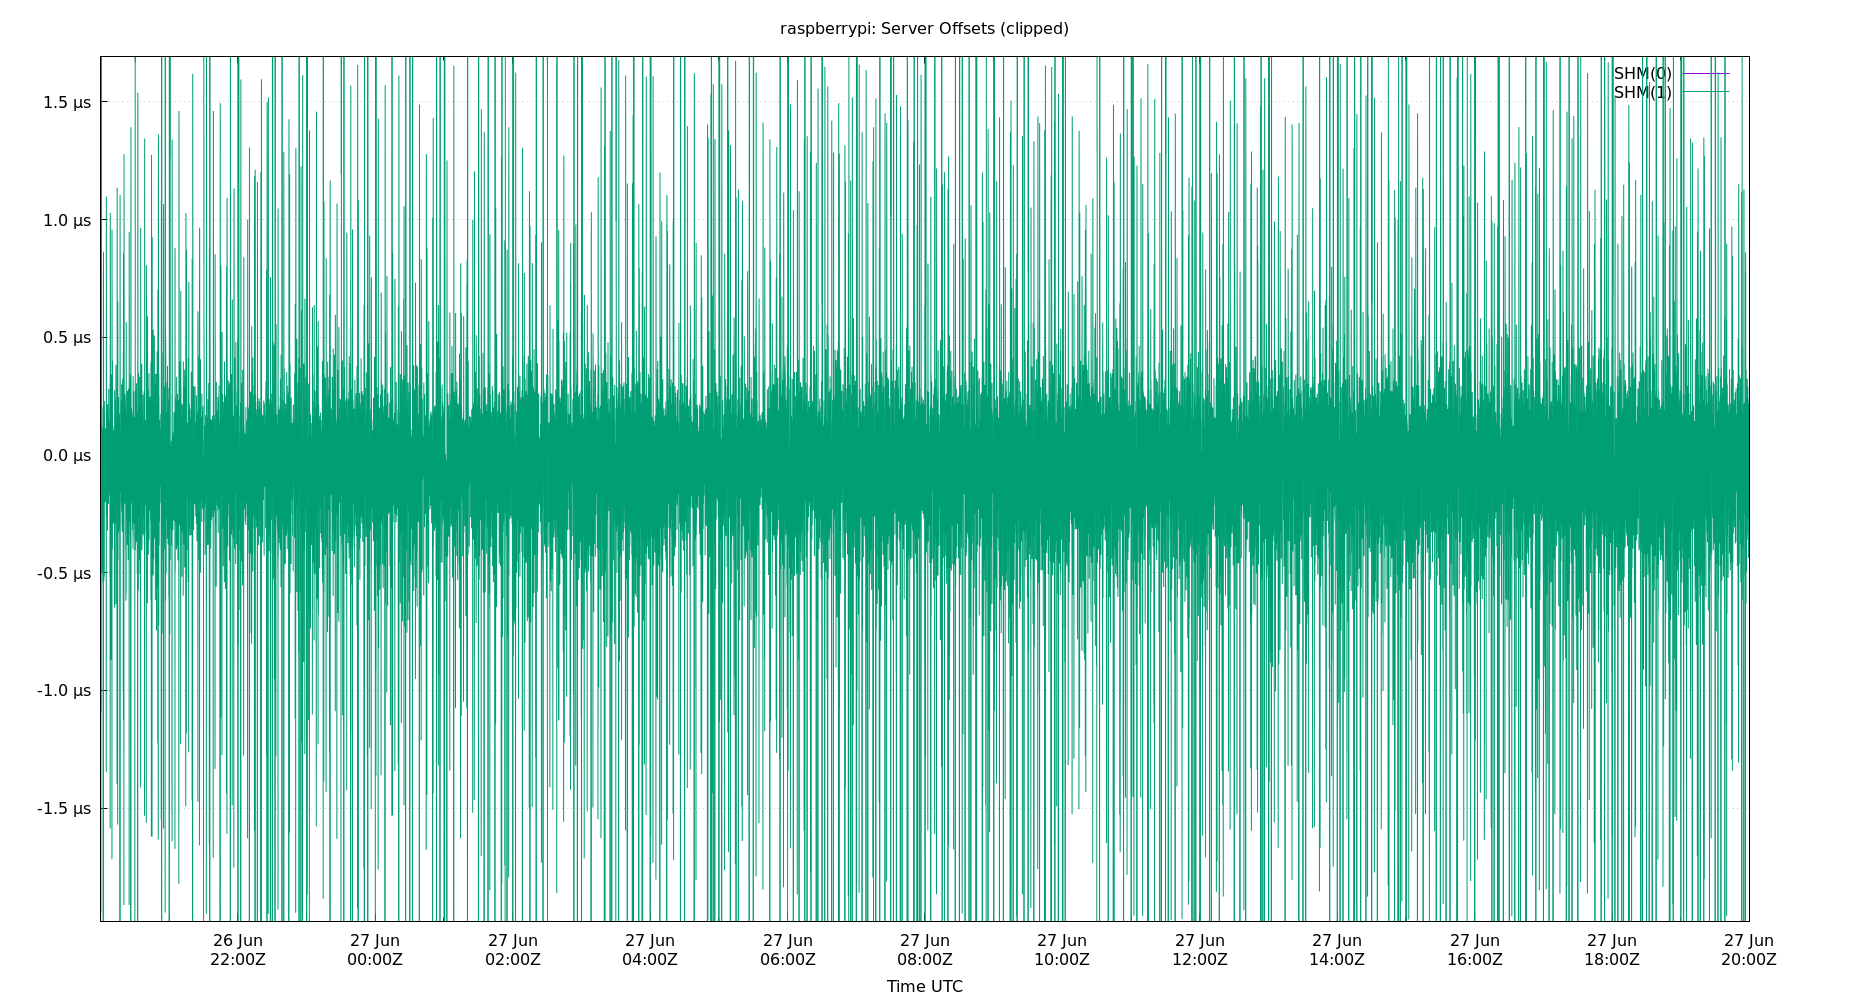 raspberrypi: Server Offsets (clipped)
SHM(0)
SHM(1)
1.5 µs
1.0 µs
0.5 µs
0.0 µs
-0.5 µs
-1.0 µs
-1.5 µs
26 Jun 27 Jun 27 Jun 27 Jun 27 Jun 27 Jun 27 Jun 27 Jun 27 Jun 27 Jun 27 Jun 27 Jun
22:00Z 00:00Z 02:00Z 04:00Z 06:00Z 08:00Z 10:00Z 12:00Z 14:00Z 16:00Z 18:00Z 20:00Z
Time UTC